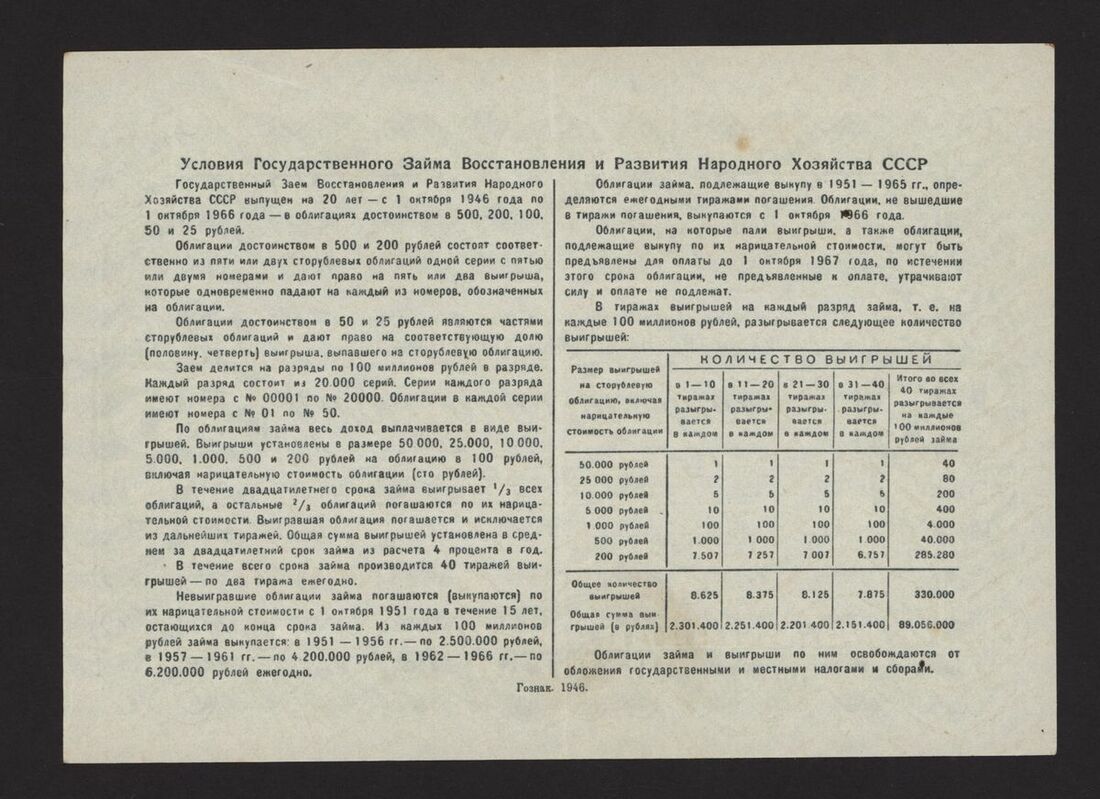 Условия Государственного Займа Восстановления и Развития Народного Хозяйства СССР
Государственный Заем Восстановления и Развития Народного
Хозяйства СССР выпущен на 20 лет — с 1 октября 1946 года по
1 октября 1966 года — в облигациях достоинством в 500, 200, 100,
50 и 25 рублей.
Облигации достоинством в 500 и 200 рублей состоят соответ-
ственно из пяти или двух сторублевых облигаций одной серии с пятью
или двумя номерами и дают право на пять или два выигрыша,
которые одновременно падают на каждый из номеров, обозначенных
на облигации.
Облигации достоинством в 50 и 25 рублей являются частями
сторублевых облигаций и дают право на соответствующую долю
(половину, четверть) выигрыша, выпавшего на сторублевую облигацию.
Заем делится на разряды по 100 миллионов рублей в разряде.
Каждый разряд состоит из 20.000 серий. Серии каждого разряда
имеют номера с № 00001 по № 20000. Облигации в каждой серии
имеют номера с № 01 по № 50.
По облигациям займа весь доход выплачивается в виде выи-
грышей. Выигрыши установлены в размере 50 000, 25.000, 10 000,
5.000, 1.000, 500 и 200 рублей на облигацию в 100 рублей,
включая нарицательную стоимость облигации (сто рублей).
В течение двадцатилетнего срока займа выигрывает 1/3 всех
облигаций, а остальные 2/3 облигаций погашаются по их нарица-
тельной стоимости. Выигравшая облигация погашается и исключается
из дальнейших тиражей. Общая сумма выигрышей установлена в сред-
нем за двадцатилетний срок займа из расчета 4 процента в год.
В течение всего срока займа производится 40 тиражей выи-
грышей — по два тиража ежегодно.
Невыигравшие облигации займа погашаются (выкупаются) по
их нарицательной стоимости с 1 октября 1951 года в течение 15 лет,
остающихся до конца срока займа. Из каждых 100 миллионов
рублей займа выкупается: в 1951 — 1956 гг. — по 2.500.000 рублей,
в 1957 — 1961 гг. — по 4.200.000 рублей, в 1962 — 1966 гг. — по
6.200.000 рублей ежегодно.
Облигации займа, подлежащие выкупу в 1951 — 1965 гг., опре-
деляются ежегодными тиражами погашения. Облигации, не вышедшие
в тиражи погашения, выкупаются с 1 октября 1966 года.
Облигации, на которые пали выигрыши, а также облигации,
подлежащие выкупу по их нарицательной стоимости, могут быть
предъявлены для оплаты до 1 октября 1967 года, по истечении
этого срока облигации, не предъявленные к оплате, утрачивают
силу и оплате не подлежат.
В тиражах выигрышей на каждый разряд займа, т. е. на
каждые 100 миллионов рублей, разыгрывается следующее количество
выигрышей:
Размер выигрышей
на сторублевую
облигацию, включая
нарицательную
стоимость облигации
КОЛИЧЕСТВО ВЫИГРЫШЕЙ
в 1—10
тиражах
разыгры-
вается
в каждом
в 11—20
тиражах
разыгры-
вается
в каждом
в 21—30
тиражах
разыгры-
вается
в каждом
в 31—40
тиражах
разыгры-
вается
в каждом
Итого во всех
40 тиражах
разыгрывается
на каждые
100 миллионов
рублей займа
50.000 рублей 1 1 1 1 40
25 000 рублей 2 2 2 2 80
10.000 рублей 5 5 5 5 200
5 000 рублей 10 10 10 10 400
1 000 рублей 100 100 100 100 4.000
500 рублей 1.000 1 000 1 000 1 000 40.000
200 рублей 7.507 7 257 7 007 6.757 285.280
Общее количество
выигрышей 8.625 8.375 8.125 7.875 330.000
Общая сумма выи-
грышей (в рублях) 2.301.400 2.251.400 2.201 400 2.151.400 89.056.000
Облигации займа и выигрыши по ним освобождаются от
обложения государственными и местными налогами и сборами.
Гознак. 1946.